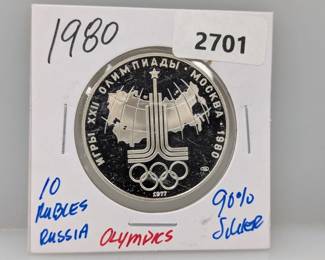 1980
2701
ИГРЫ XXII ОЛИМПИАДЫ · МОСКВА · 1980
1977
10
RUBLES
RUSSIA
OLYMPICS
90%
SILVER